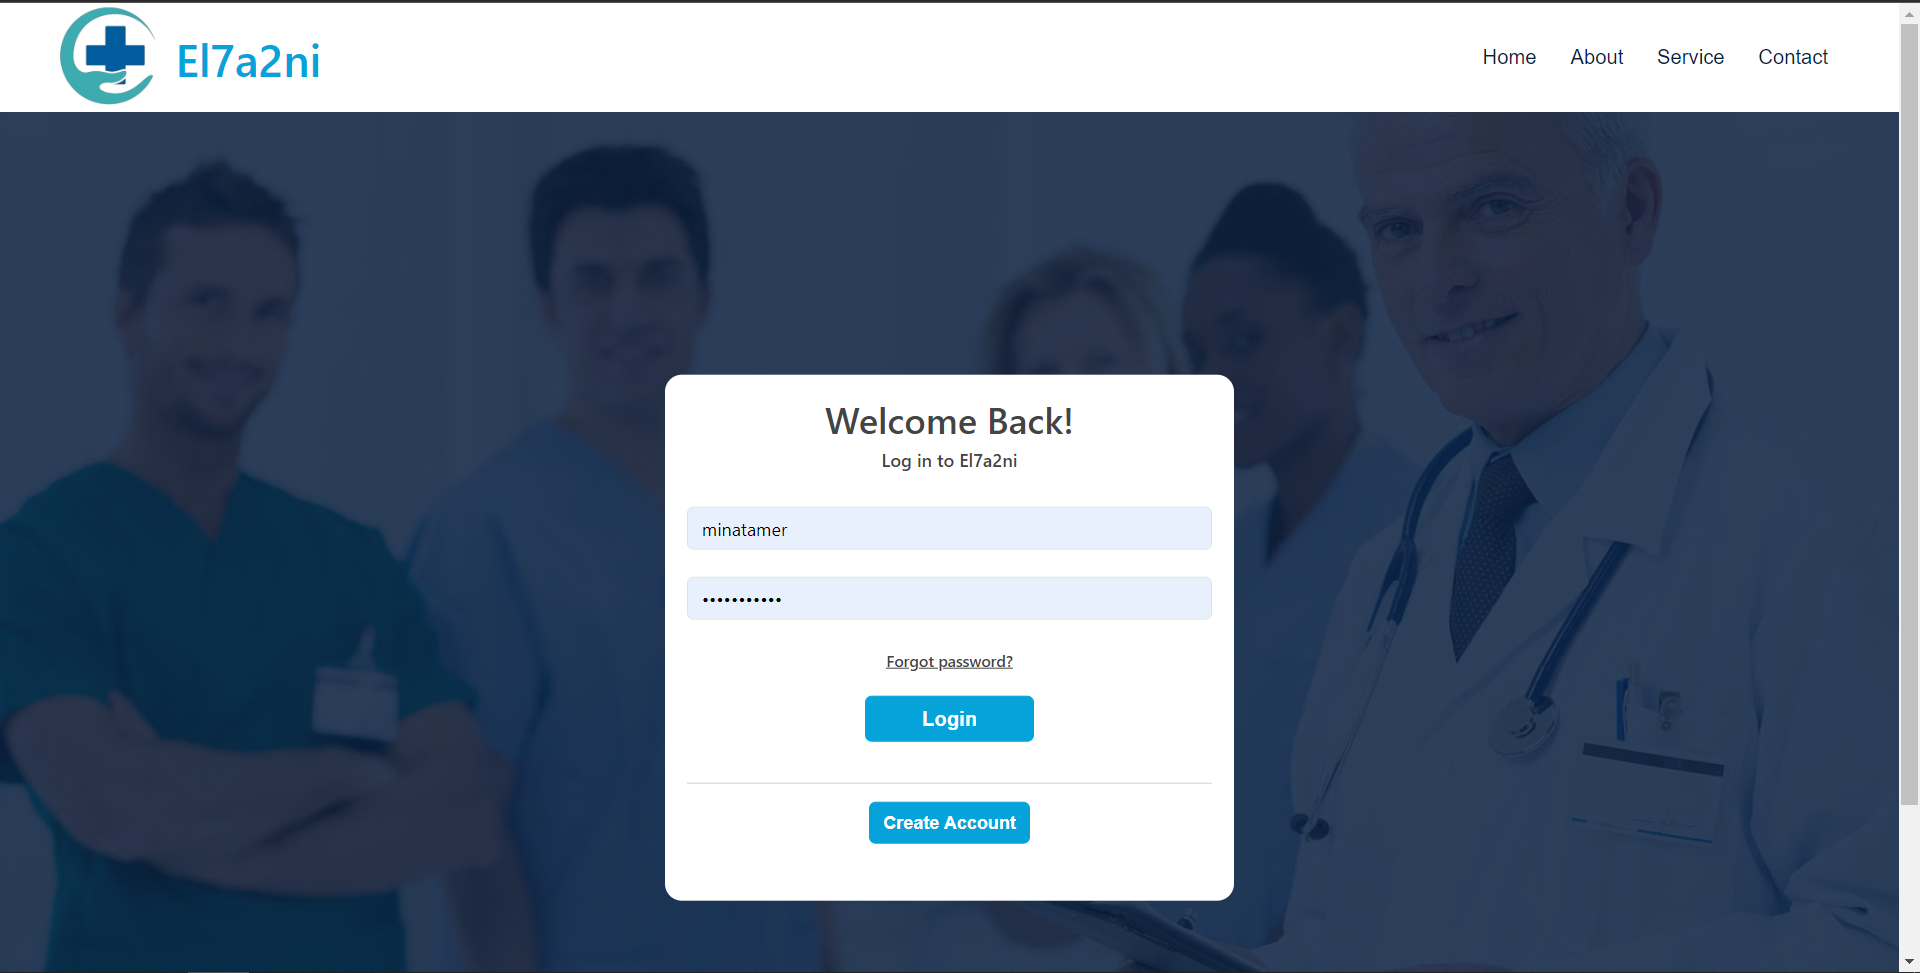 El7a2ni
Home About Service Contact
Welcome Back!
Log in to El7a2ni
minatamer
•••••••••••
Forgot password?
Login
Create Account